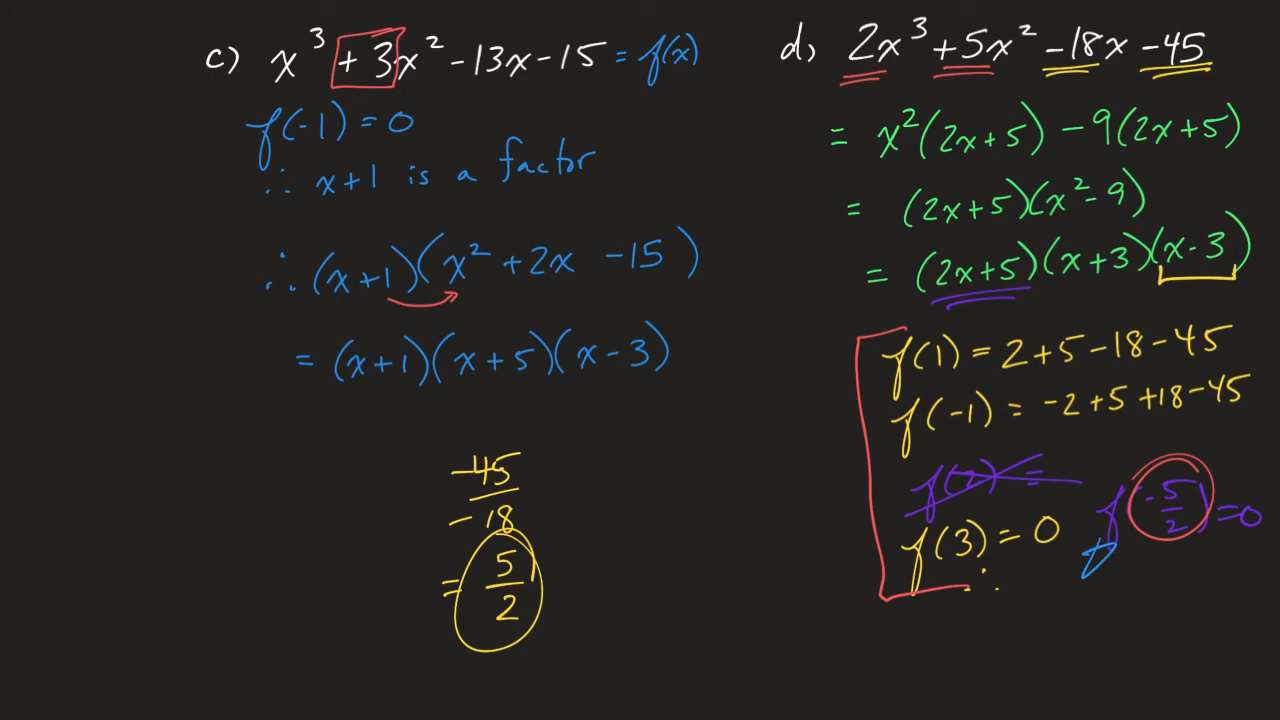 c) x³ +3x² -13x -15 = f(x)
f(-1) = 0
∴ x+1 is a factor
∴ (x+1)(x² +2x -15)
= (x+1)(x+5)(x-3)
-45
-18
= 5/2
d) 2x³ +5x² -18x -45
= x²(2x+5) -9(2x+5)
= (2x+5)(x²-9)
= (2x+5)(x+3)(x-3)
f(1) = 2+5-18-45
f(-1) = -2+5+18-45
f(2) =
f(3) = 0
∴
f(-5/2) = 0